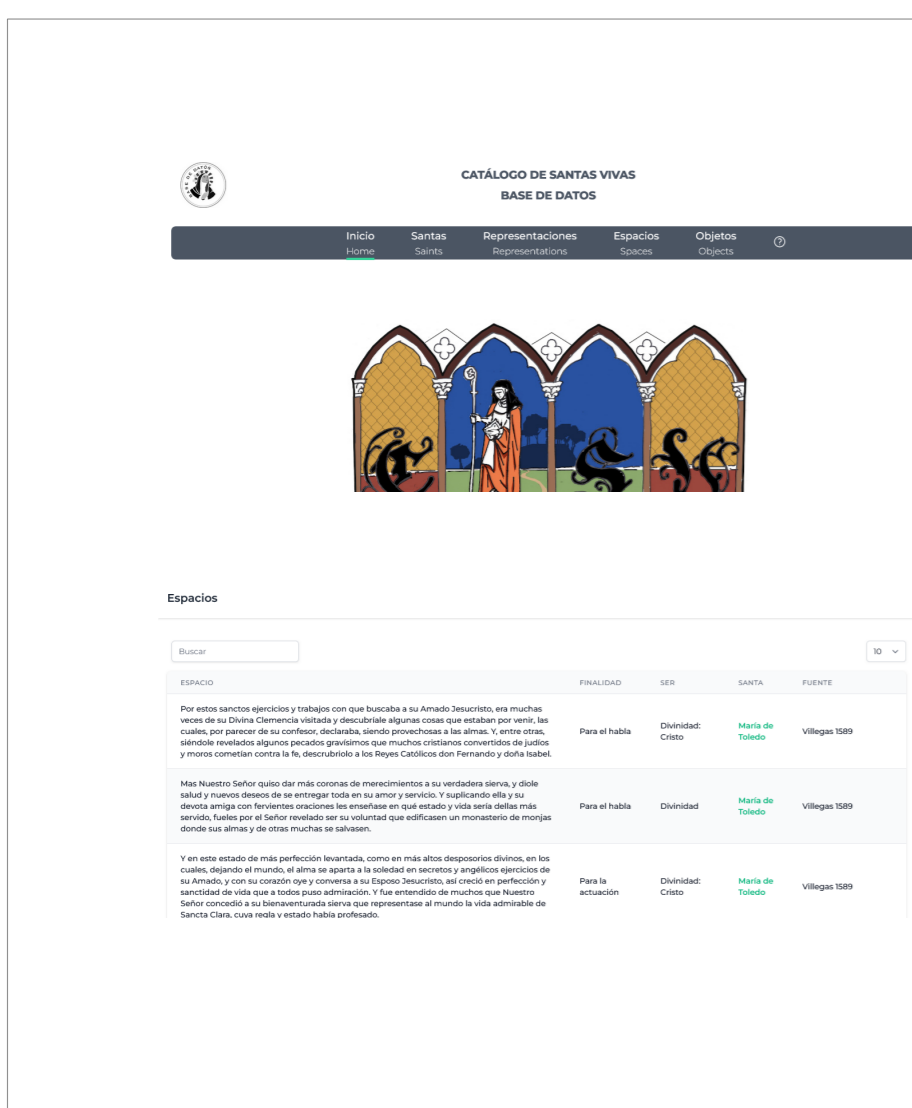 BASE DE DATOS
CATÁLOGO DE SANTAS VIVAS
BASE DE DATOS
Inicio Santas Representaciones Espacios Objetos
Home Saints Representations Spaces Objects
C S V
Espacios
Buscar 10
ESPACIO FINALIDAD SER SANTA FUENTE
Por estos sanctos ejercicios y trabajos con que buscaba a su Amado Jesucristo, era muchas
veces de su Divina Clemencia visitada y descubríale algunas cosas que estaban por venir, las
cuales, por parecer de su confesor, declaraba, siendo provechosas a las almas. Y, entre otras,
siéndole revelados algunos pecados gravísimos que muchos cristianos convertidos de judíos
y moros cometían contra la fe, descrubriolo a los Reyes Católicos don Fernando y doña Isabel.
Para el habla
Divinidad:
Cristo
María de
Toledo
Villegas 1589
Mas Nuestro Señor quiso dar más coronas de merecimientos a su verdadera sierva, y diole
salud y nuevos deseos de se entregar toda en su amor y servicio. Y suplicando ella y su
devota amiga con fervientes oraciones les enseñase en qué estado y vida sería dellas más
servido, fueles por el Señor revelado ser su voluntad que edificasen un monasterio de monjas
donde sus almas y de otras muchas se salvasen.
Para el habla
Divinidad
María de
Toledo
Villegas 1589
Y en este estado de más perfección levantada, como en más altos desposorios divinos, en los
cuales, dejando el mundo, el alma se aparta a la soledad en secretos y angélicos ejercicios de
su Amado, y con su corazón oye y conversa a su Esposo Jesucristo, así creció en perfección y
sanctidad de vida que a todos puso admiración. Y fue entendido de muchos que Nuestro
Señor concedió a su bienaventurada sierva que representase al mundo la vida admirable de
Sancta Clara, cuya regla y estado había profesado.
Para la
actuación
Divinidad:
Cristo
María de
Toledo
Villegas 1589